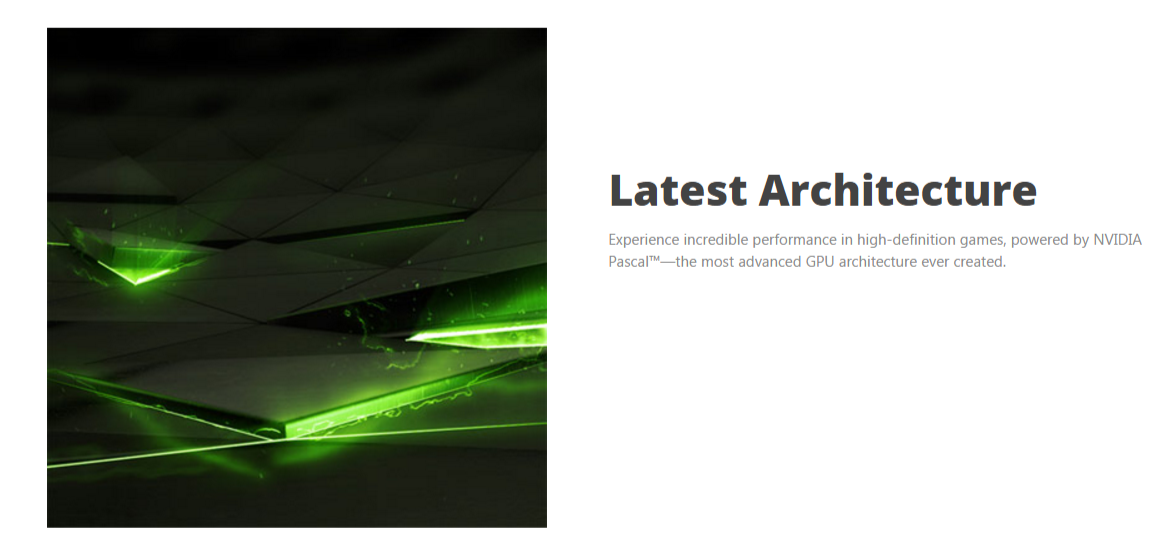 Latest Architecture
Experience incredible performance in high-definition games, powered by NVIDIA
Pascal™—the most advanced GPU architecture ever created.